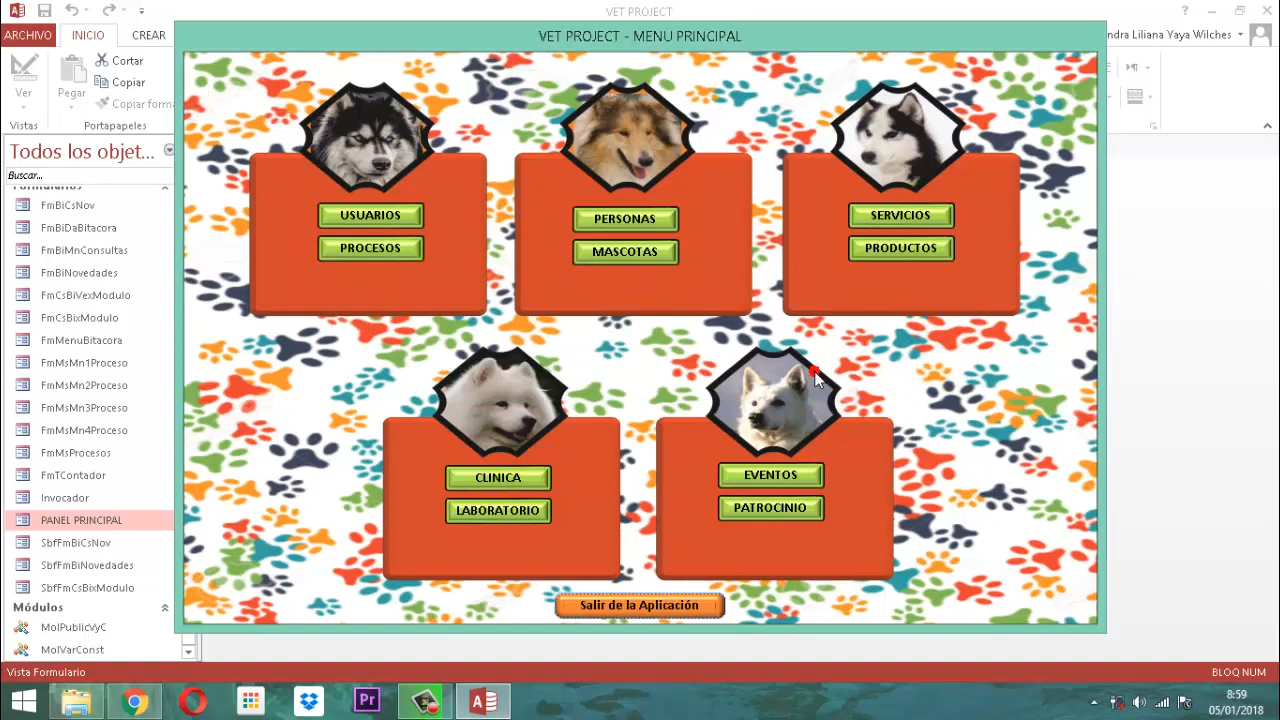 VET PROJECT
ARCHIVO INICIO CREAR
ndra Liliana Yaya Wilches
Ver
Pegar
Cortar
Copiar
Copiar forma
Vistas
Portapapeles
Todos los objet...
Buscar...
Formularios
FmBiCsNov
FmBiDaBitacora
FmBiMnConsultas
FmBiNovedades
FmCsBiVexModulo
FmCsBixModulo
FmMenuBitacora
FmMsMn1Proceso
FmMsMn2Proceso
FmMsMn3Proceso
FmMsMn4Proceso
FmMsProcesos
FmTContador
Invocador
PANEL PRINCIPAL
SbfFmBiCsNov
SbfFmBiNovedades
SbfFmCsBixModulo
Módulos
MolPublicVyC
MolVarConst
VET PROJECT - MENU PRINCIPAL
USUARIOS
PROCESOS
PERSONAS
MASCOTAS
SERVICIOS
PRODUCTOS
CLINICA
LABORATORIO
EVENTOS
PATROCINIO
Salir de la Aplicación
Vista Formulario
BLOQ NUM
Pr
8:59
05/01/2018